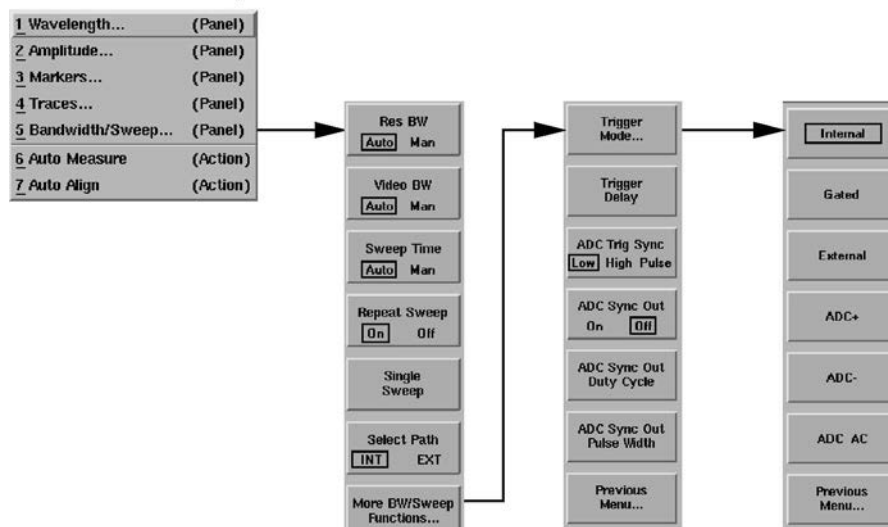 1 Wavelength... (Panel)
2 Amplitude... (Panel)
3 Markers... (Panel)
4 Traces... (Panel)
5 Bandwidth/Sweep... (Panel)
6 Auto Measure (Action)
7 Auto Align (Action)
Res BW
Auto Man
Video BW
Auto Man
Sweep Time
Auto Man
Repeat Sweep
On Off
Single
Sweep
Select Path
INT EXT
More BW/Sweep
Functions...
Trigger
Mode...
Trigger
Delay
ADC Trig Sync
Low High Pulse
ADC Sync Out
On Off
ADC Sync Out
Duty Cycle
ADC Sync Out
Pulse Width
Previous
Menu...
Internal
Gated
External
ADC+
ADC-
ADC AC
Previous
Menu...